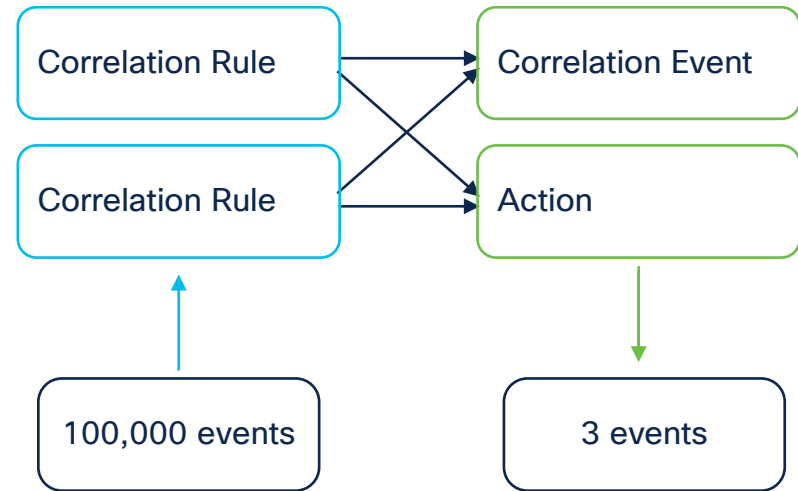 Correlation Rule
Correlation Event
Correlation Rule
Action
100,000 events
3 events